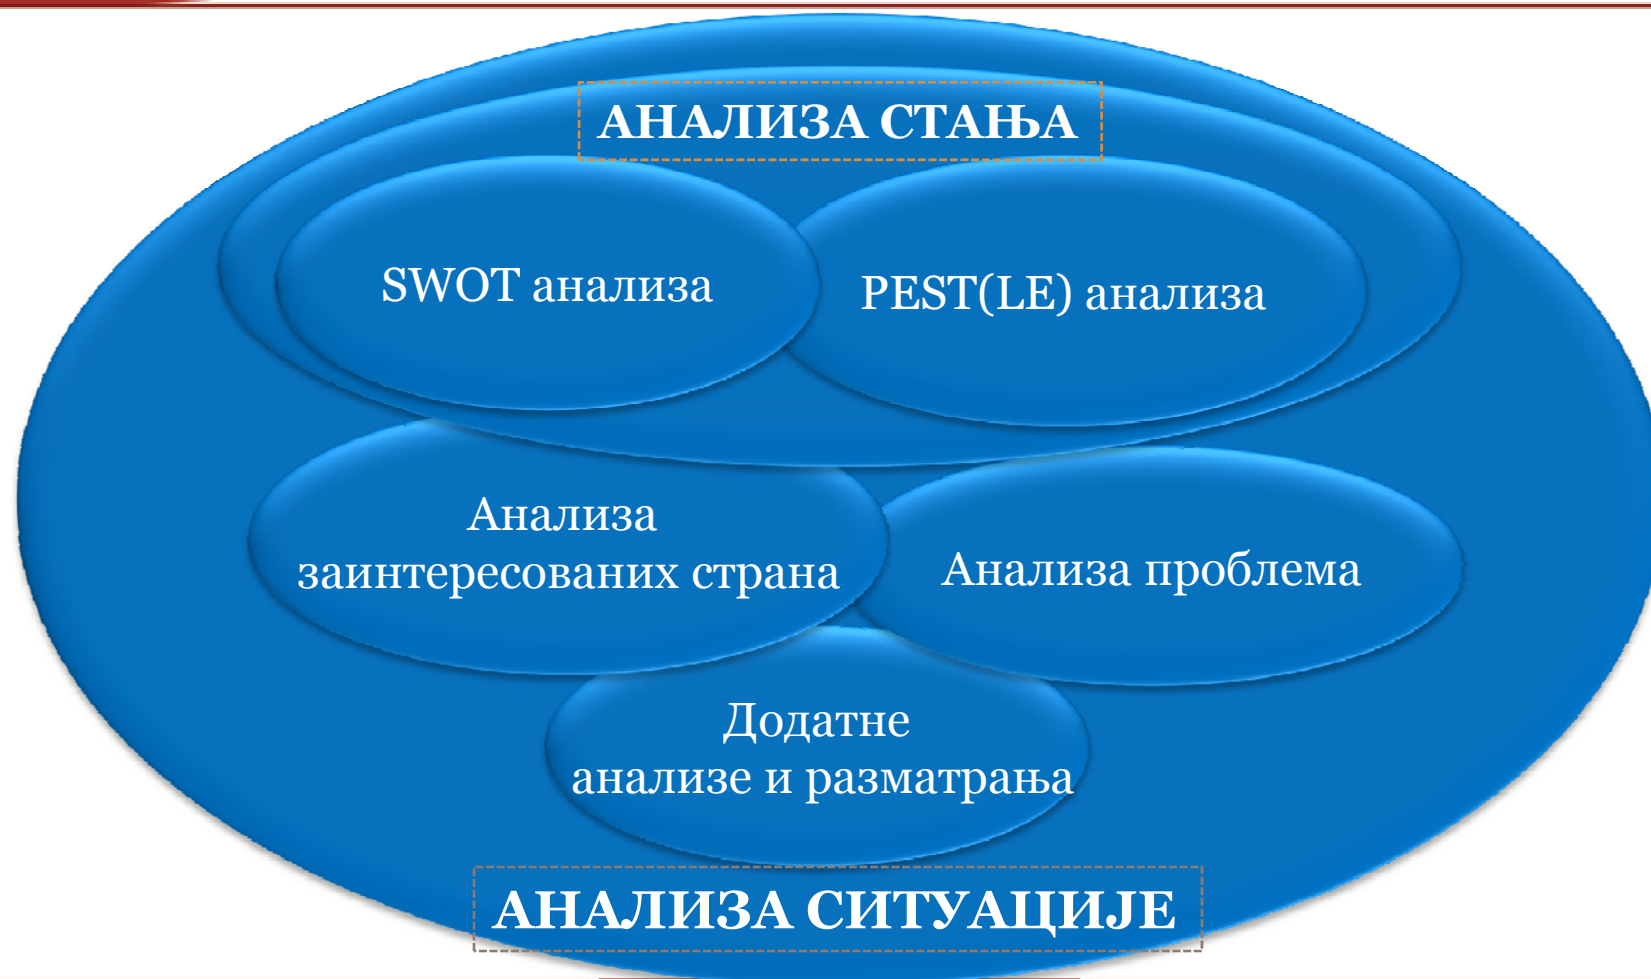 АНАЛИЗА СТАЊА
SWOT анализа
PEST(LE) анализа
Анализа
заинтересованих страна
Анализа проблема
Додатне
анализе и разматрања
АНАЛИЗА СИТУАЦИЈЕ